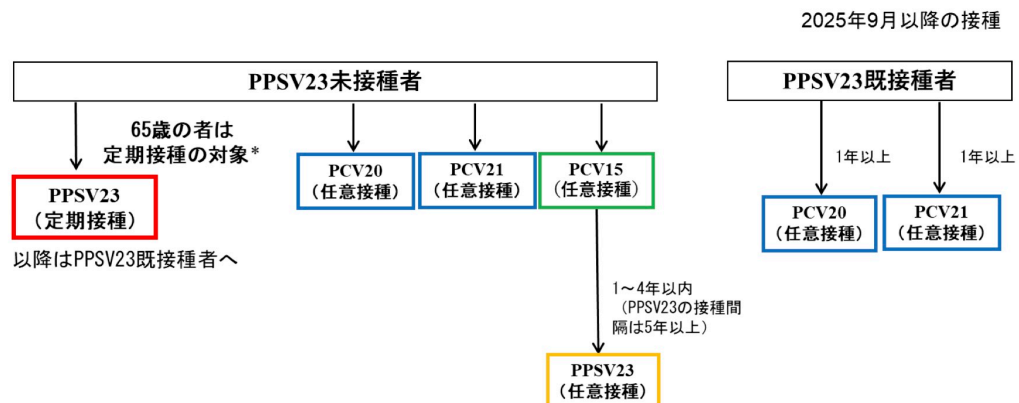 2025年9月以降の接種
PPSV23未接種者
PPSV23既接種者
65歳の者は
定期接種の対象*
PPSV23
(定期接種)
以降はPPSV23既接種者へ
PCV20
(任意接種)
PCV21
(任意接種)
PCV15
(任意接種)
1～4年以内
(PPSV23の接種間
隔は5年以上)
PPSV23
(任意接種)
1年以上
1年以上
PCV20
(任意接種)
PCV21
(任意接種)